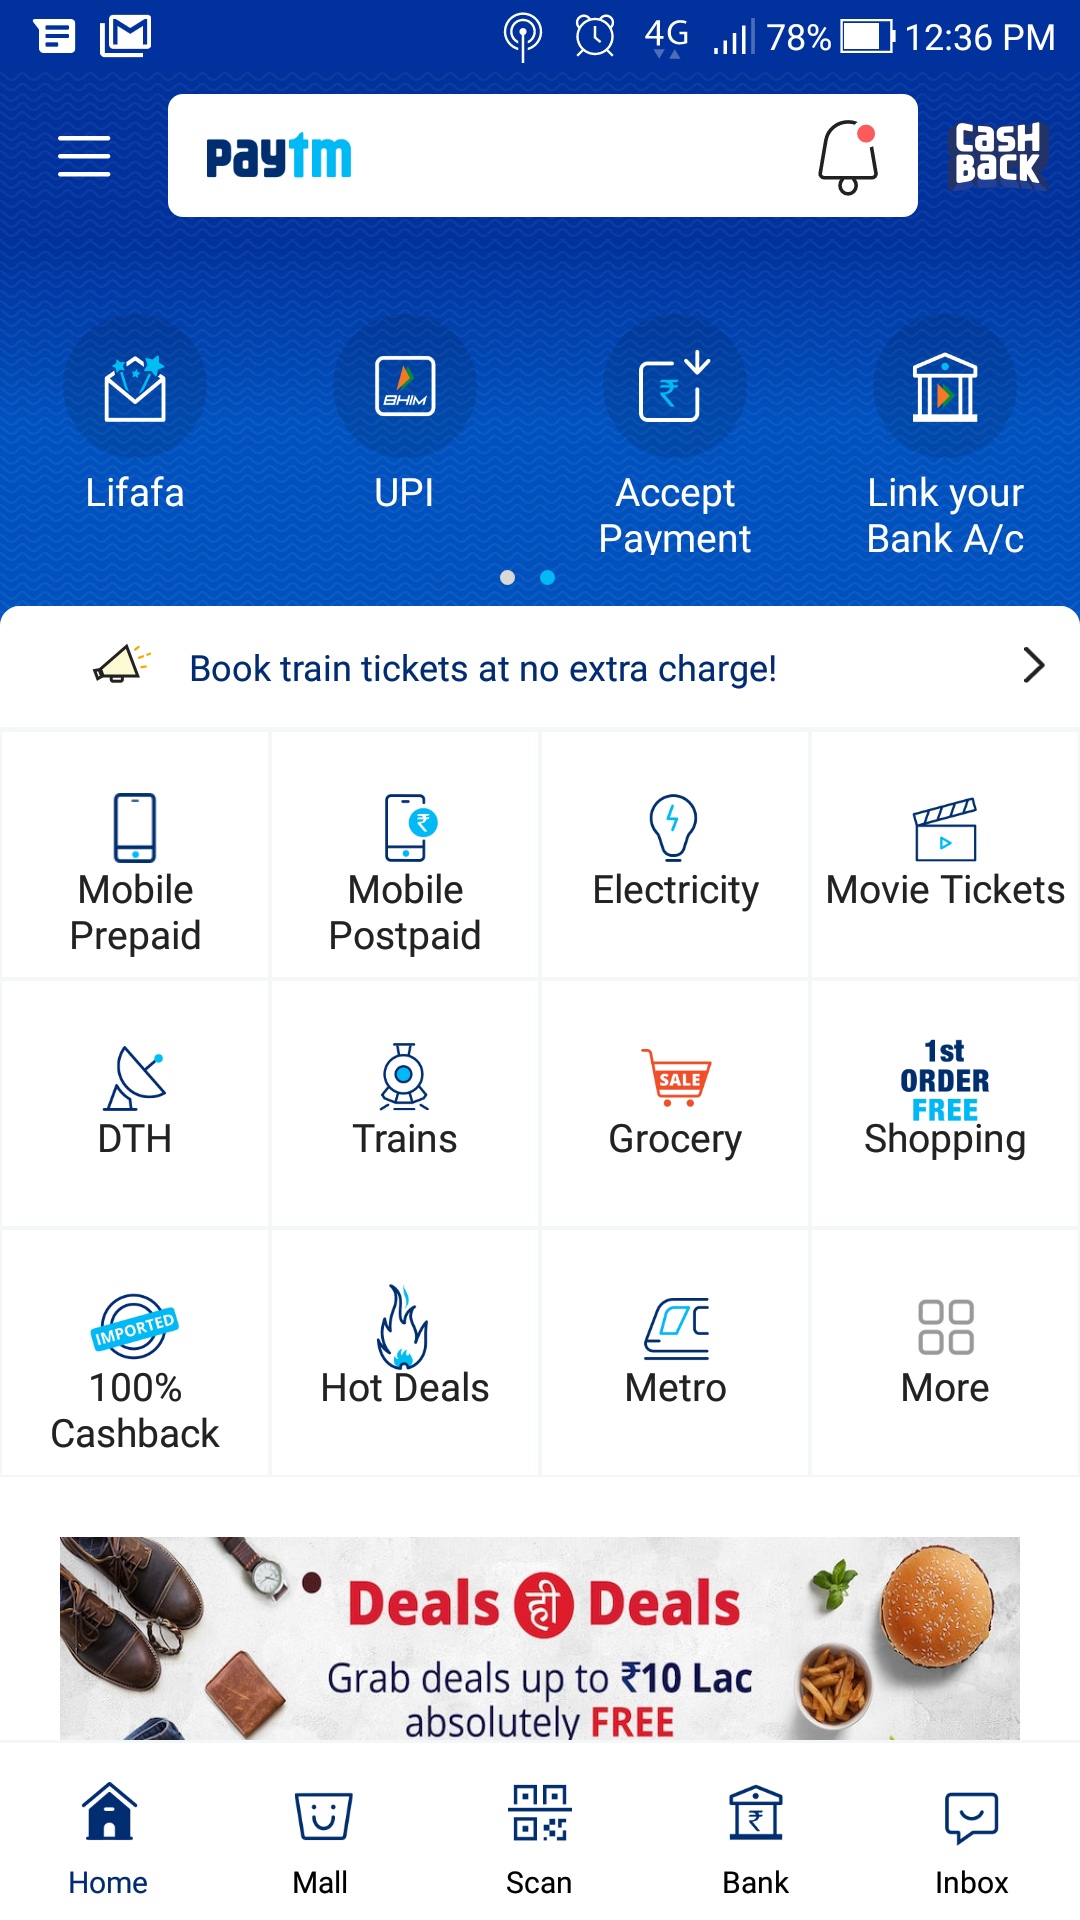 4G 78% 12:36 PM
paytm
CASH
BACK
BHIM
Lifafa
UPI
Accept
Payment
Link your
Bank A/c
Book train tickets at no extra charge!
Mobile
Prepaid
Mobile
Postpaid
Electricity
Movie Tickets
DTH
Trains
SALE
Grocery
1st
ORDER
FREE
Shopping
IMPORTED
100%
Cashback
Hot Deals
Metro
More
Deals ही Deals
Grab deals up to ₹10 Lac
absolutely FREE
Home
Mall
Scan
Bank
Inbox